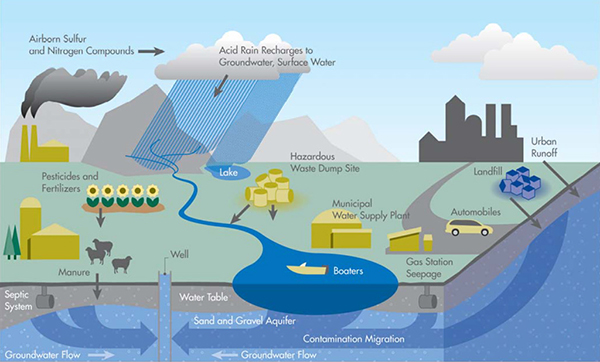 Airborn Sulfur
and Nitrogen Compounds
Acid Rain Recharges to
Groundwater, Surface Water
Urban
Runoff
Hazardous
Waste Dump Site
Lake
Landfill
Pesticides and
Fertilizers
Municipal
Water Supply Plant
Automobiles
Well
Boaters
Gas Station
Seepage
Manure
Septic
System
Water Table
Sand and Gravel Aquifer
Contamination Migration
Groundwater Flow
Groundwater Flow